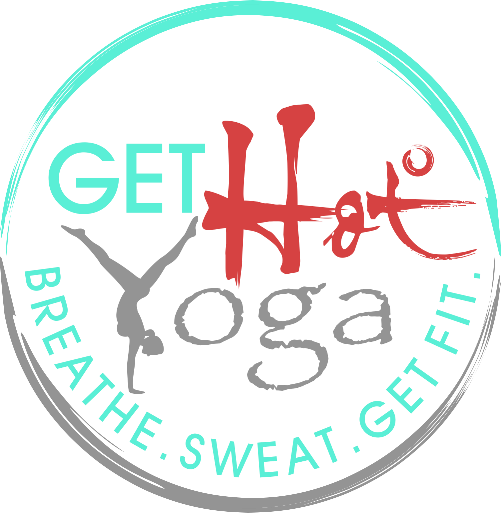 GET Hot°
Yoga
BREATHE. SWEAT. GET FIT.